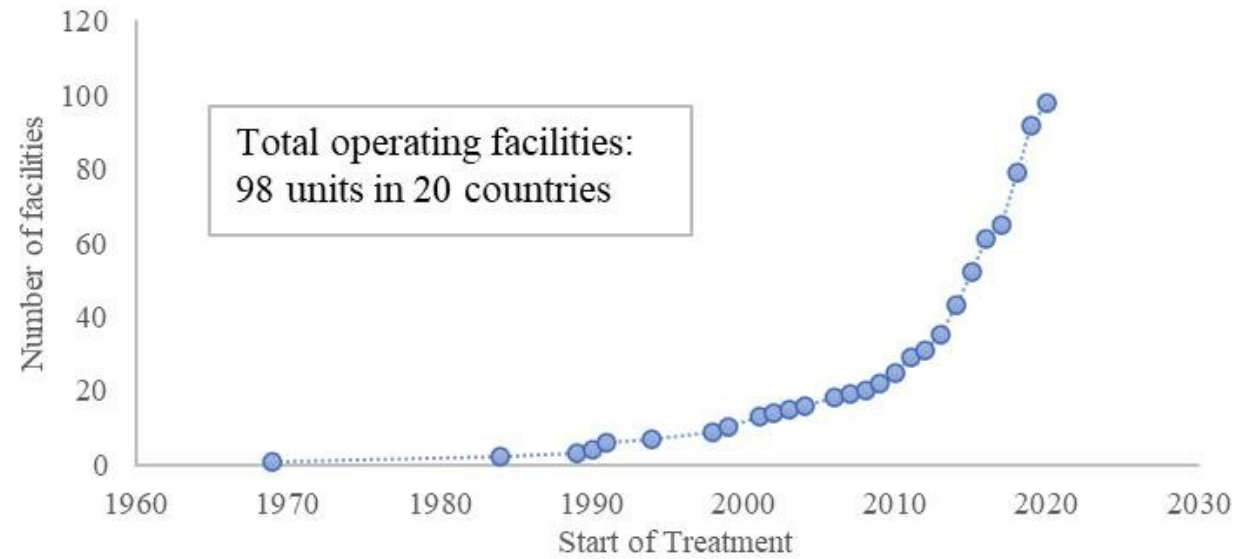 120
100
80
60
40
20
0
Number of facilities
Total operating facilities:
98 units in 20 countries
1960 1970 1980 1990 2000 2010 2020 2030
Start of Treatment